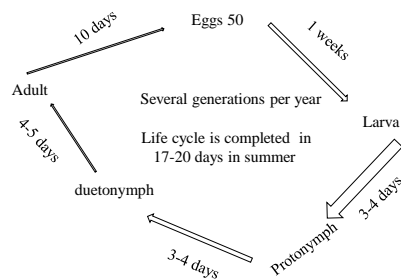 Eggs 50
10 days
1 weeks
Adult
Several generations per year
Larva
Life cycle is completed in
17-20 days in summer
4-5 days
duetonymph
3-4 days
Protonymph
3-4 days